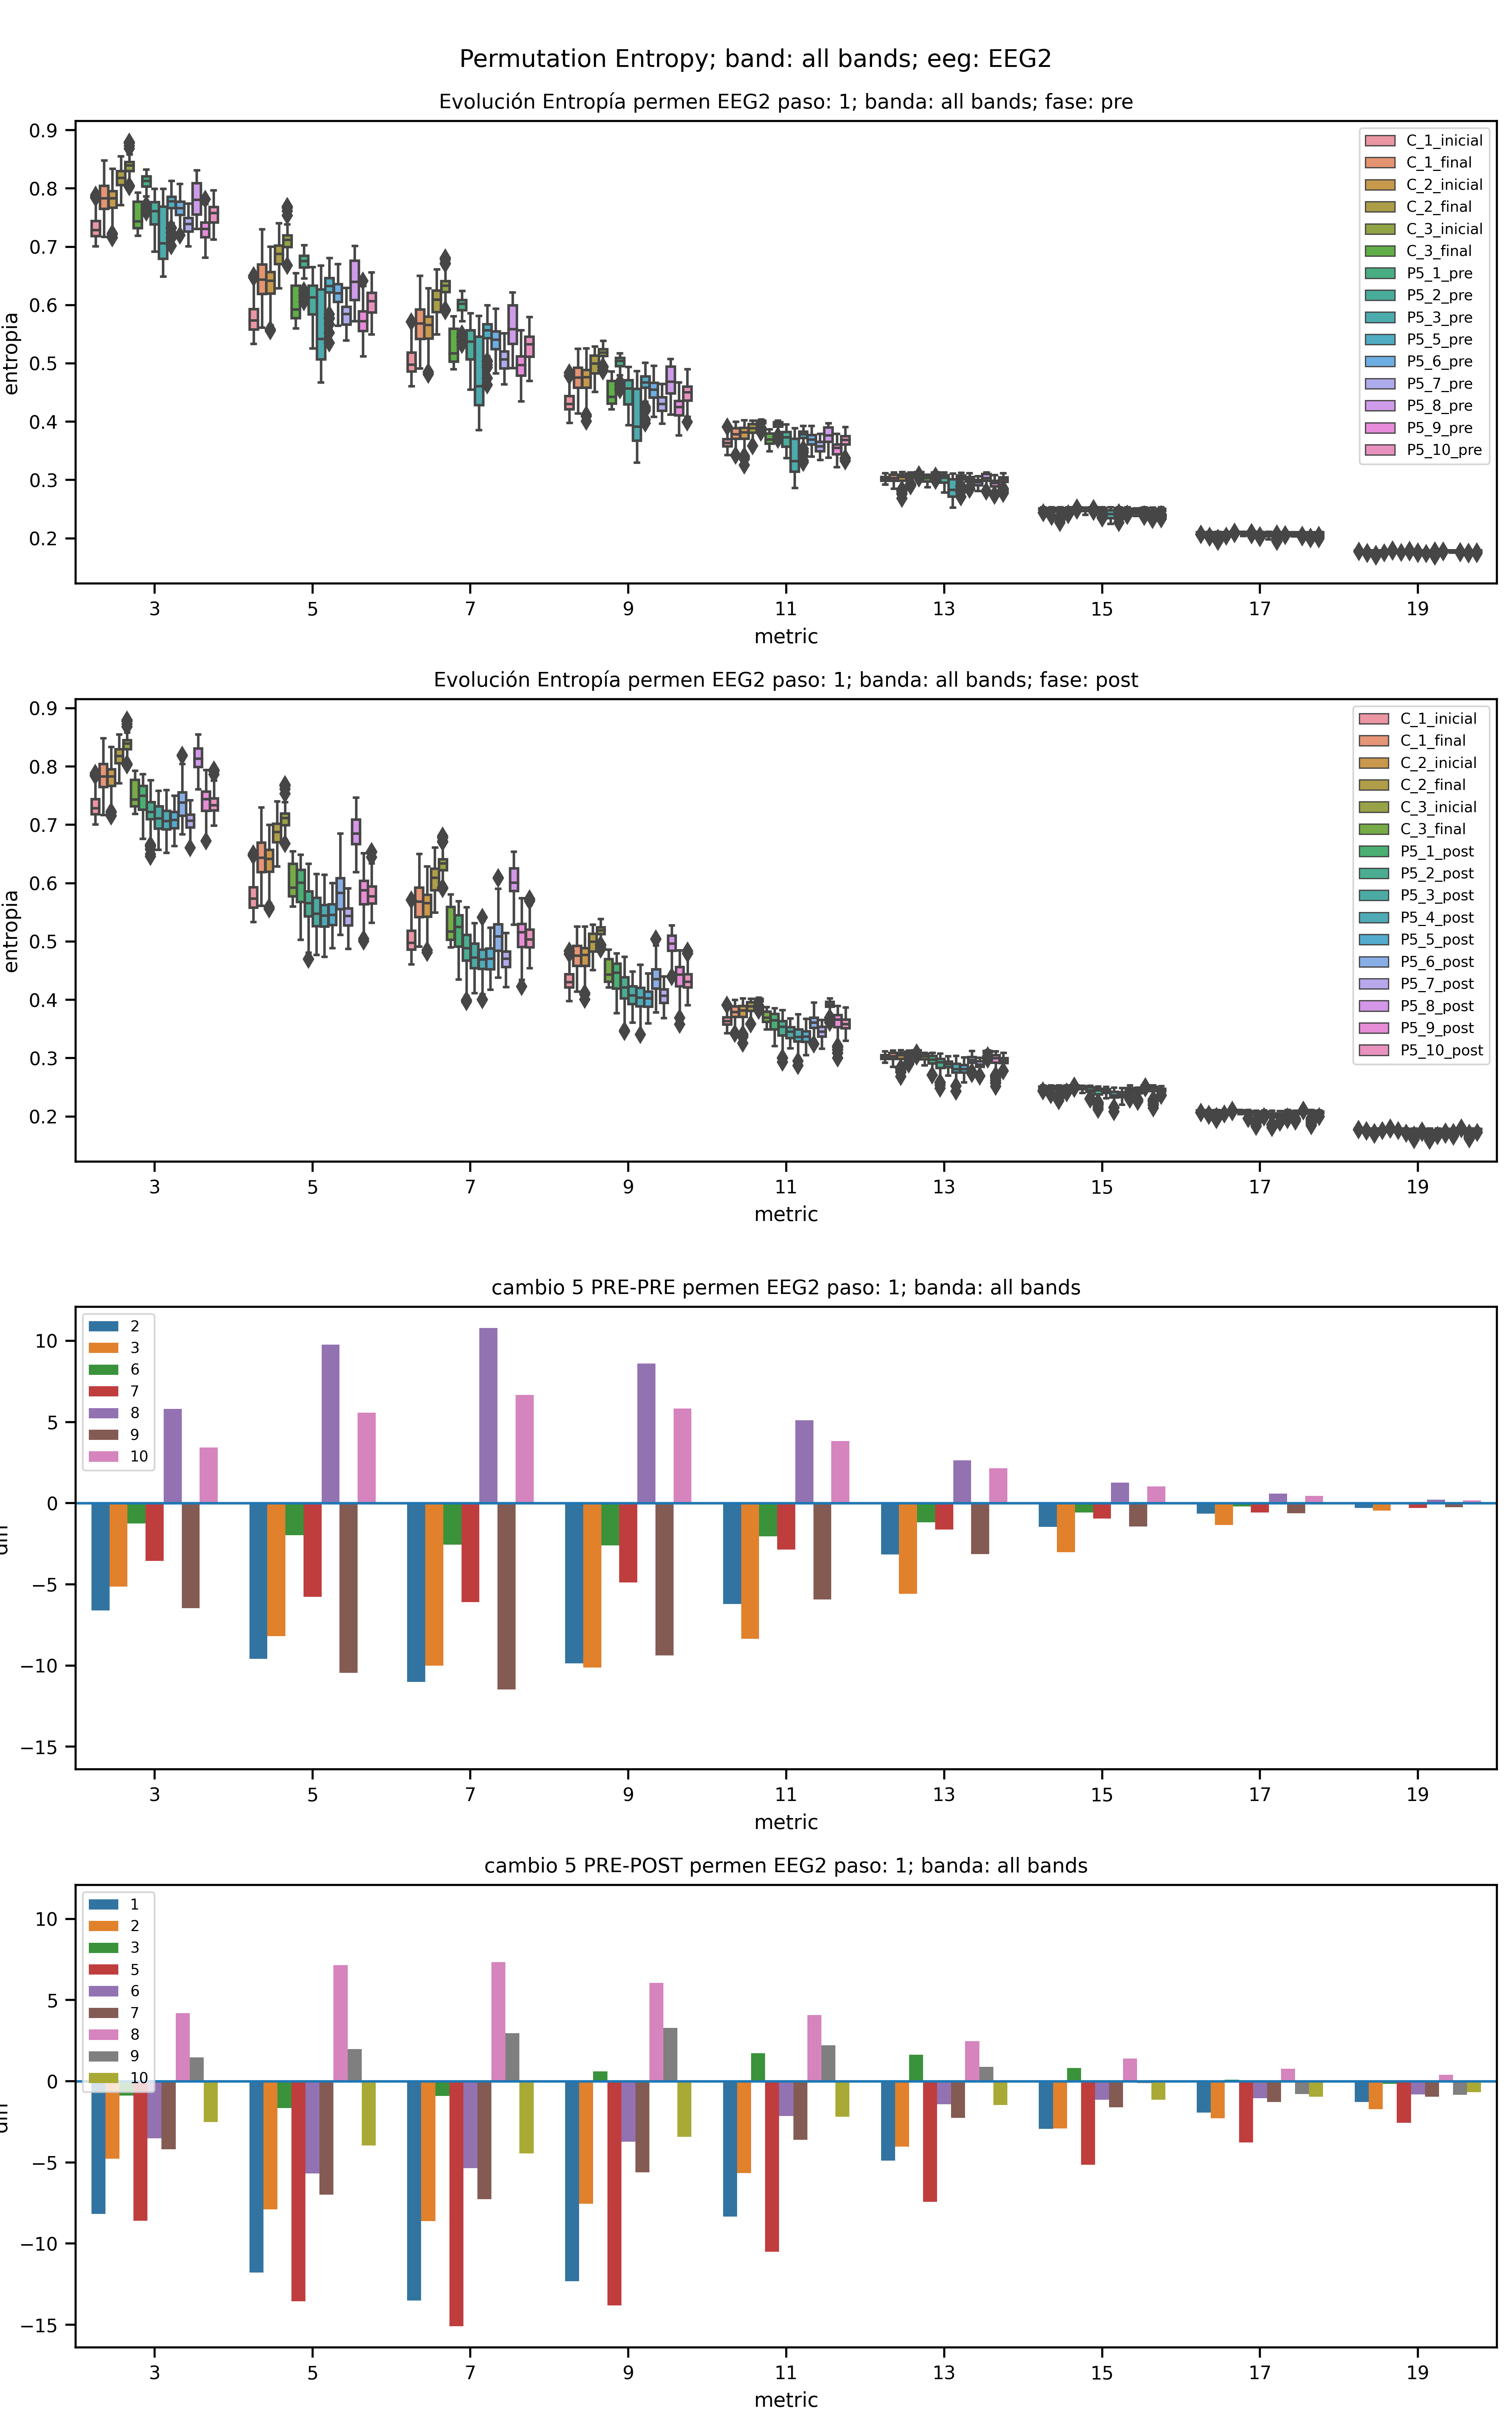 Permutation Entropy; band: all bands; eeg: EEG2
Evolución Entropía permen EEG2 paso: 1; banda: all bands; fase: pre
entropia
0.9
0.8
0.7
0.6
0.5
0.4
0.3
0.2
C_1_inicial
C_1_final
C_2_inicial
C_2_final
C_3_inicial
C_3_final
P5_1_pre
P5_2_pre
P5_3_pre
P5_5_pre
P5_6_pre
P5_7_pre
P5_8_pre
P5_9_pre
P5_10_pre
3 5 7 9 11 13 15 17 19
metric
Evolución Entropía permen EEG2 paso: 1; banda: all bands; fase: post
entropia
0.9
0.8
0.7
0.6
0.5
0.4
0.3
0.2
C_1_inicial
C_1_final
C_2_inicial
C_2_final
C_3_inicial
C_3_final
P5_1_post
P5_2_post
P5_3_post
P5_4_post
P5_5_post
P5_6_post
P5_7_post
P5_8_post
P5_9_post
P5_10_post
3 5 7 9 11 13 15 17 19
metric
cambio 5 PRE-PRE permen EEG2 paso: 1; banda: all bands
10
5
0
−5
−10
−15
2
3
6
7
8
9
10
3 5 7 9 11 13 15 17 19
metric
cambio 5 PRE-POST permen EEG2 paso: 1; banda: all bands
10
5
0
−5
−10
−15
1
2
3
5
6
7
8
9
10
3 5 7 9 11 13 15 17 19
metric